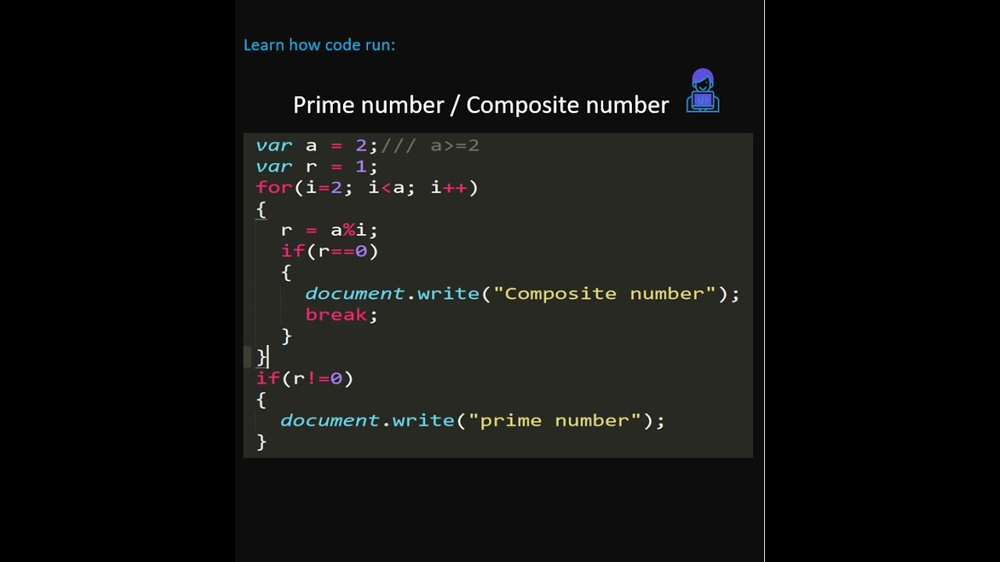 Learn how code run:
Prime number / Composite number
</>
var a = 2;/// a>=2
var r = 1;
for(i=2; i<a; i++)
{
  r = a%i;
  if(r==0)
  {
    document.write("Composite number");
    break;
  }
}
if(r!=0)
{
  document.write("prime number");
}